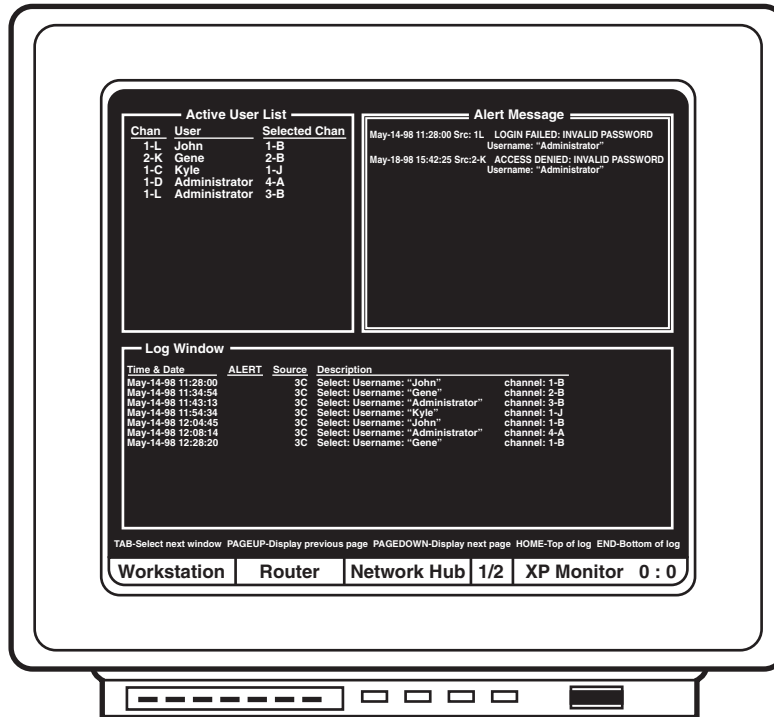 Active User List
Chan User Selected Chan
1-L John 1-B
2-K Gene 2-B
1-C Kyle 1-J
1-D Administrator 4-A
1-L Administrator 3-B
Alert Message
May-14-98 11:28:00 Src: 1L LOGIN FAILED: INVALID PASSWORD
Username: “Administrator”
May-18-98 15:42:25 Src:2-K ACCESS DENIED: INVALID PASSWORD
Username: “Administrator”
Log Window
Time & Date ALERT Source Description
May-14-98 11:28:00 3C Select: Username: “John” channel: 1-B
May-14-98 11:34:54 3C Select: Username: “Gene” channel: 2-B
May-14-98 11:43:13 3C Select: Username: “Administrator” channel: 3-B
May-14-98 11:54:34 3C Select: Username: “Kyle” channel: 1-J
May-14-98 12:04:45 3C Select: Username: “John” channel: 1-B
May-14-98 12:08:14 3C Select: Username: “Administrator” channel: 4-A
May-14-98 12:28:20 3C Select: Username: “Gene” channel: 1-B
TAB-Select next window PAGEUP-Display previous page PAGEDOWN-Display next page HOME-Top of log END-Bottom of log
Workstation Router Network Hub 1/2 XP Monitor 0 : 0